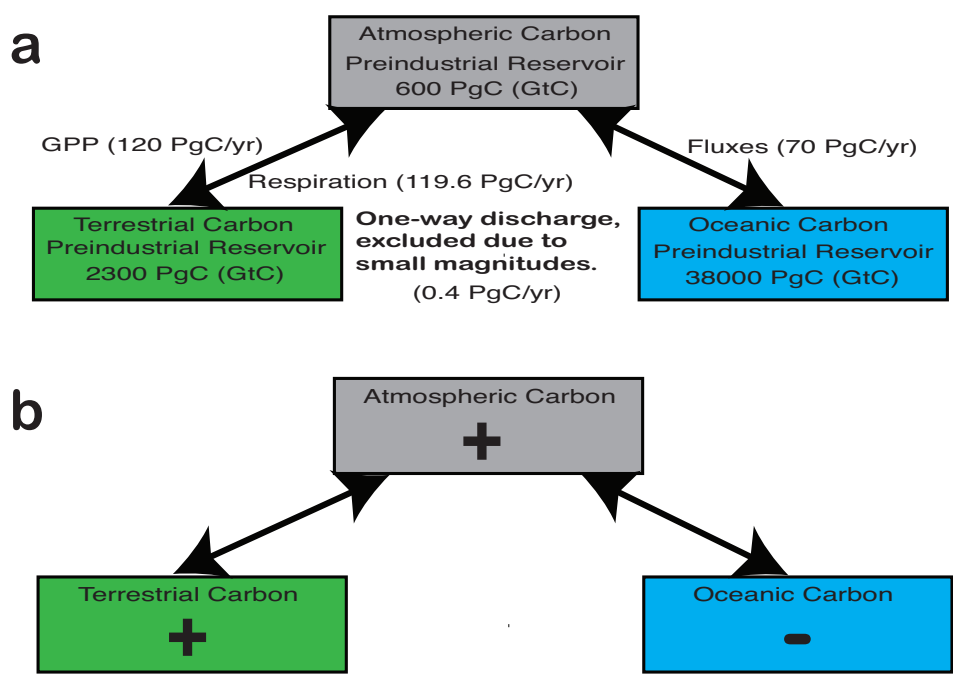 a
Atmospheric Carbon
Preindustrial Reservoir
600 PgC (GtC)
GPP (120 PgC/yr)
Fluxes (70 PgC/yr)
Respiration (119.6 PgC/yr)
Terrestrial Carbon
Preindustrial Reservoir
2300 PgC (GtC)
One-way discharge,
excluded due to
small magnitudes.
(0.4 PgC/yr)
Oceanic Carbon
Preindustrial Reservoir
38000 PgC (GtC)
b
Atmospheric Carbon
+
Terrestrial Carbon
+
Oceanic Carbon
-